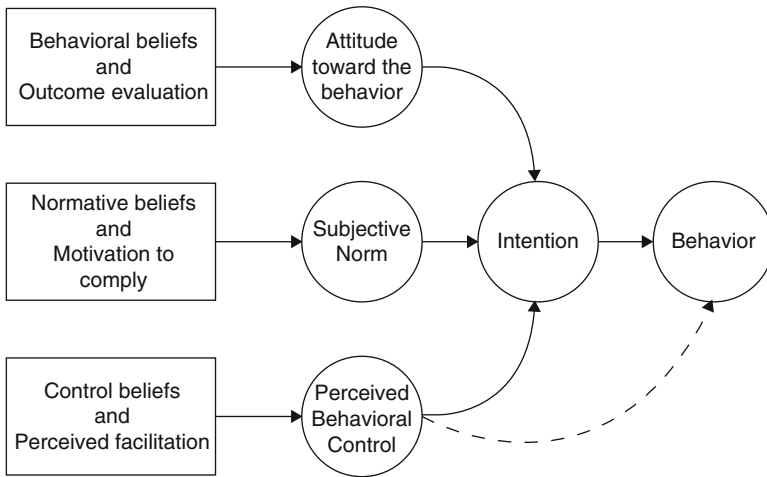 Behavioral beliefs
and
Outcome evaluation
Attitude
toward the
behavior
Normative beliefs
and
Motivation to
comply
Subjective
Norm
Intention
Behavior
Control beliefs
and
Perceived facilitation
Perceived
Behavioral
Control